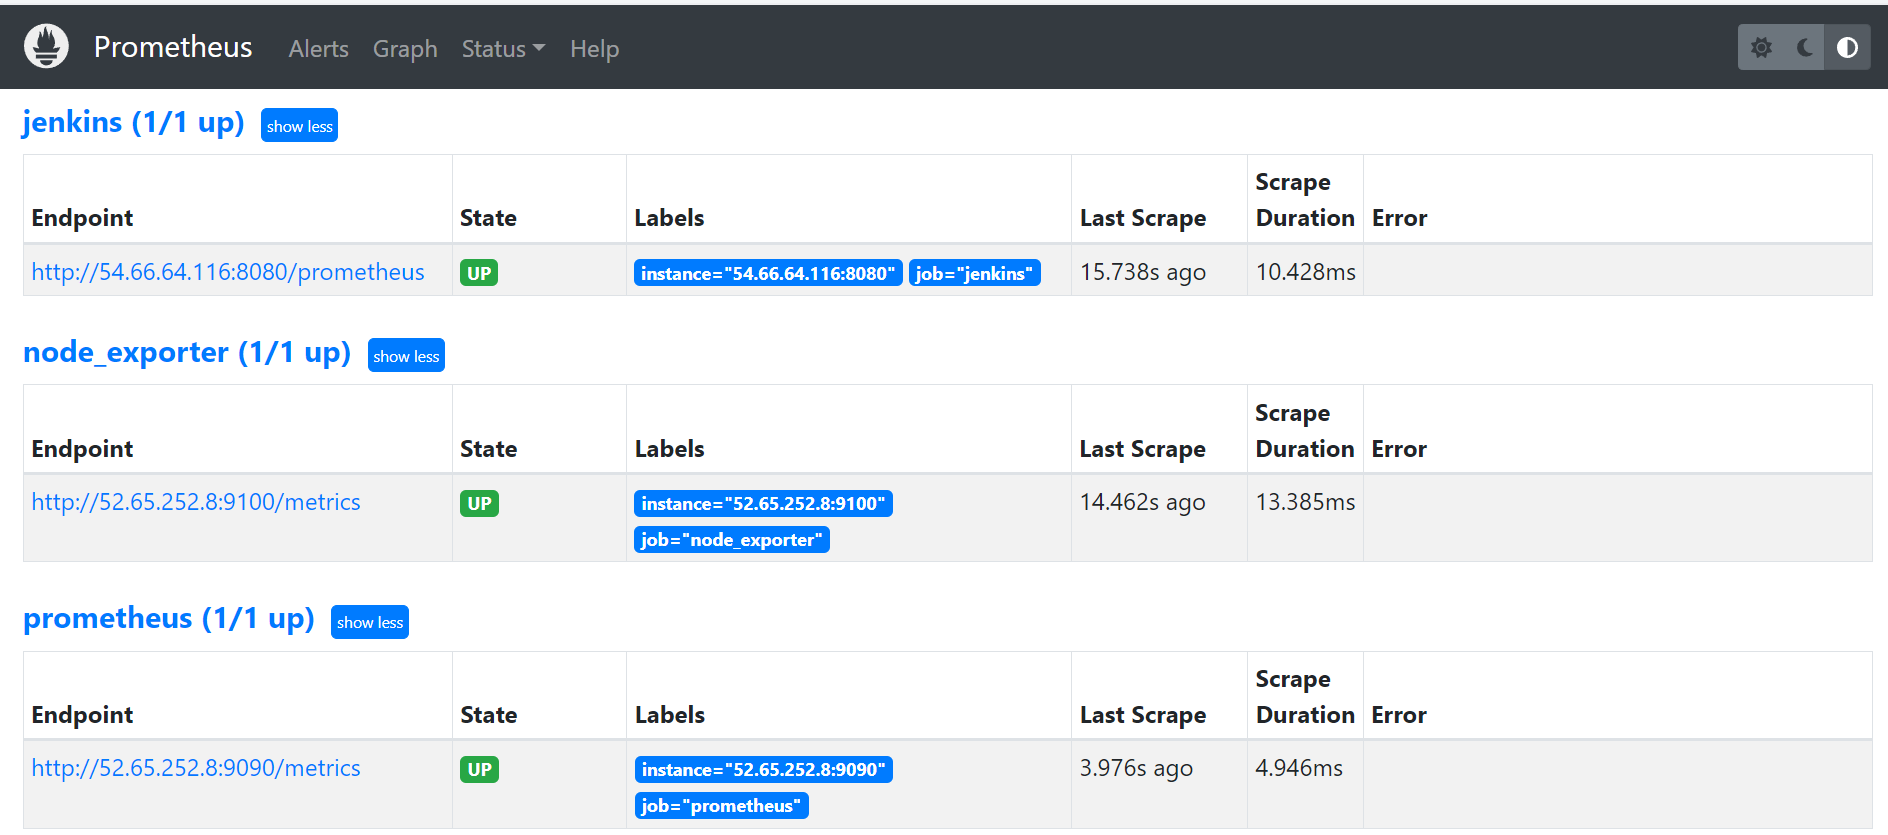 Prometheus Alerts Graph Status Help
jenkins (1/1 up) show less
Endpoint State Labels Last Scrape Scrape Duration Error
http://54.66.64.116:8080/prometheus UP instance="54.66.64.116:8080" job="jenkins" 15.738s ago 10.428ms
node_exporter (1/1 up) show less
Endpoint State Labels Last Scrape Scrape Duration Error
http://52.65.252.8:9100/metrics UP instance="52.65.252.8:9100" 14.462s ago 13.385ms
job="node_exporter"
prometheus (1/1 up) show less
Endpoint State Labels Last Scrape Scrape Duration Error
http://52.65.252.8:9090/metrics UP instance="52.65.252.8:9090" 3.976s ago 4.946ms
job="prometheus"